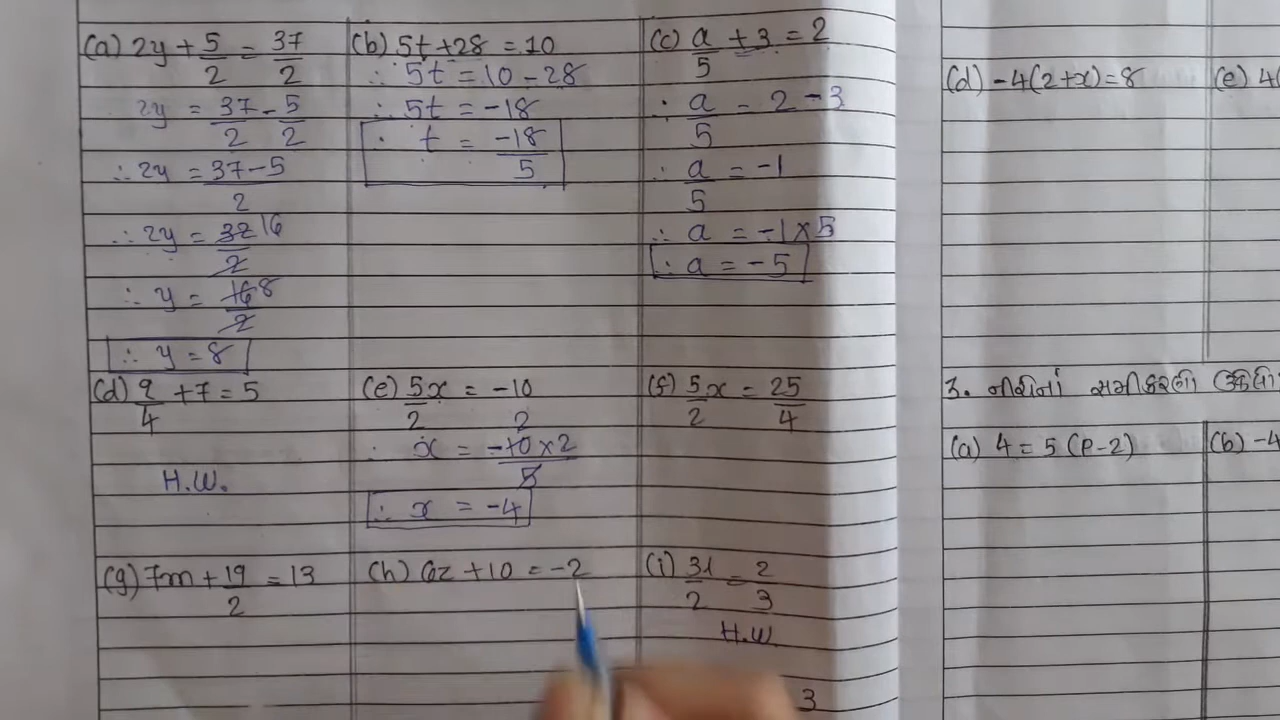 (a) 2y + 5/2 = 37/2
2y = 37/2 - 5/2
∴ 2y = 37-5/2
∴ 2y = 32/2 16
∴ y = 16/2 8
∴ y = 8
(b) 5t + 28 = 10
∴ 5t = 10 - 28
∴ 5t = -18
∴ t = -18/5
(c) a/5 + 3 = 2
∴ a/5 = 2 - 3
∴ a/5 = -1
∴ a = -1 × 5
∴ a = -5
(d) q/4 + 7 = 5
H.W.
(e) 5/2 x = -10
2
∴ x = -10 × 2/5
∴ x = -4
(f) 5/2 x = 25/4
(g) 7m + 19/2 = 13
(h) 6z + 10 = -2
(i) 3l/2 = 2/3
H.W.
3
(d) -4(2+x) = 8
(e) 4(
3. નીચેનાં સમીકરણો
(a) 4 = 5(p-2)
(b) -4